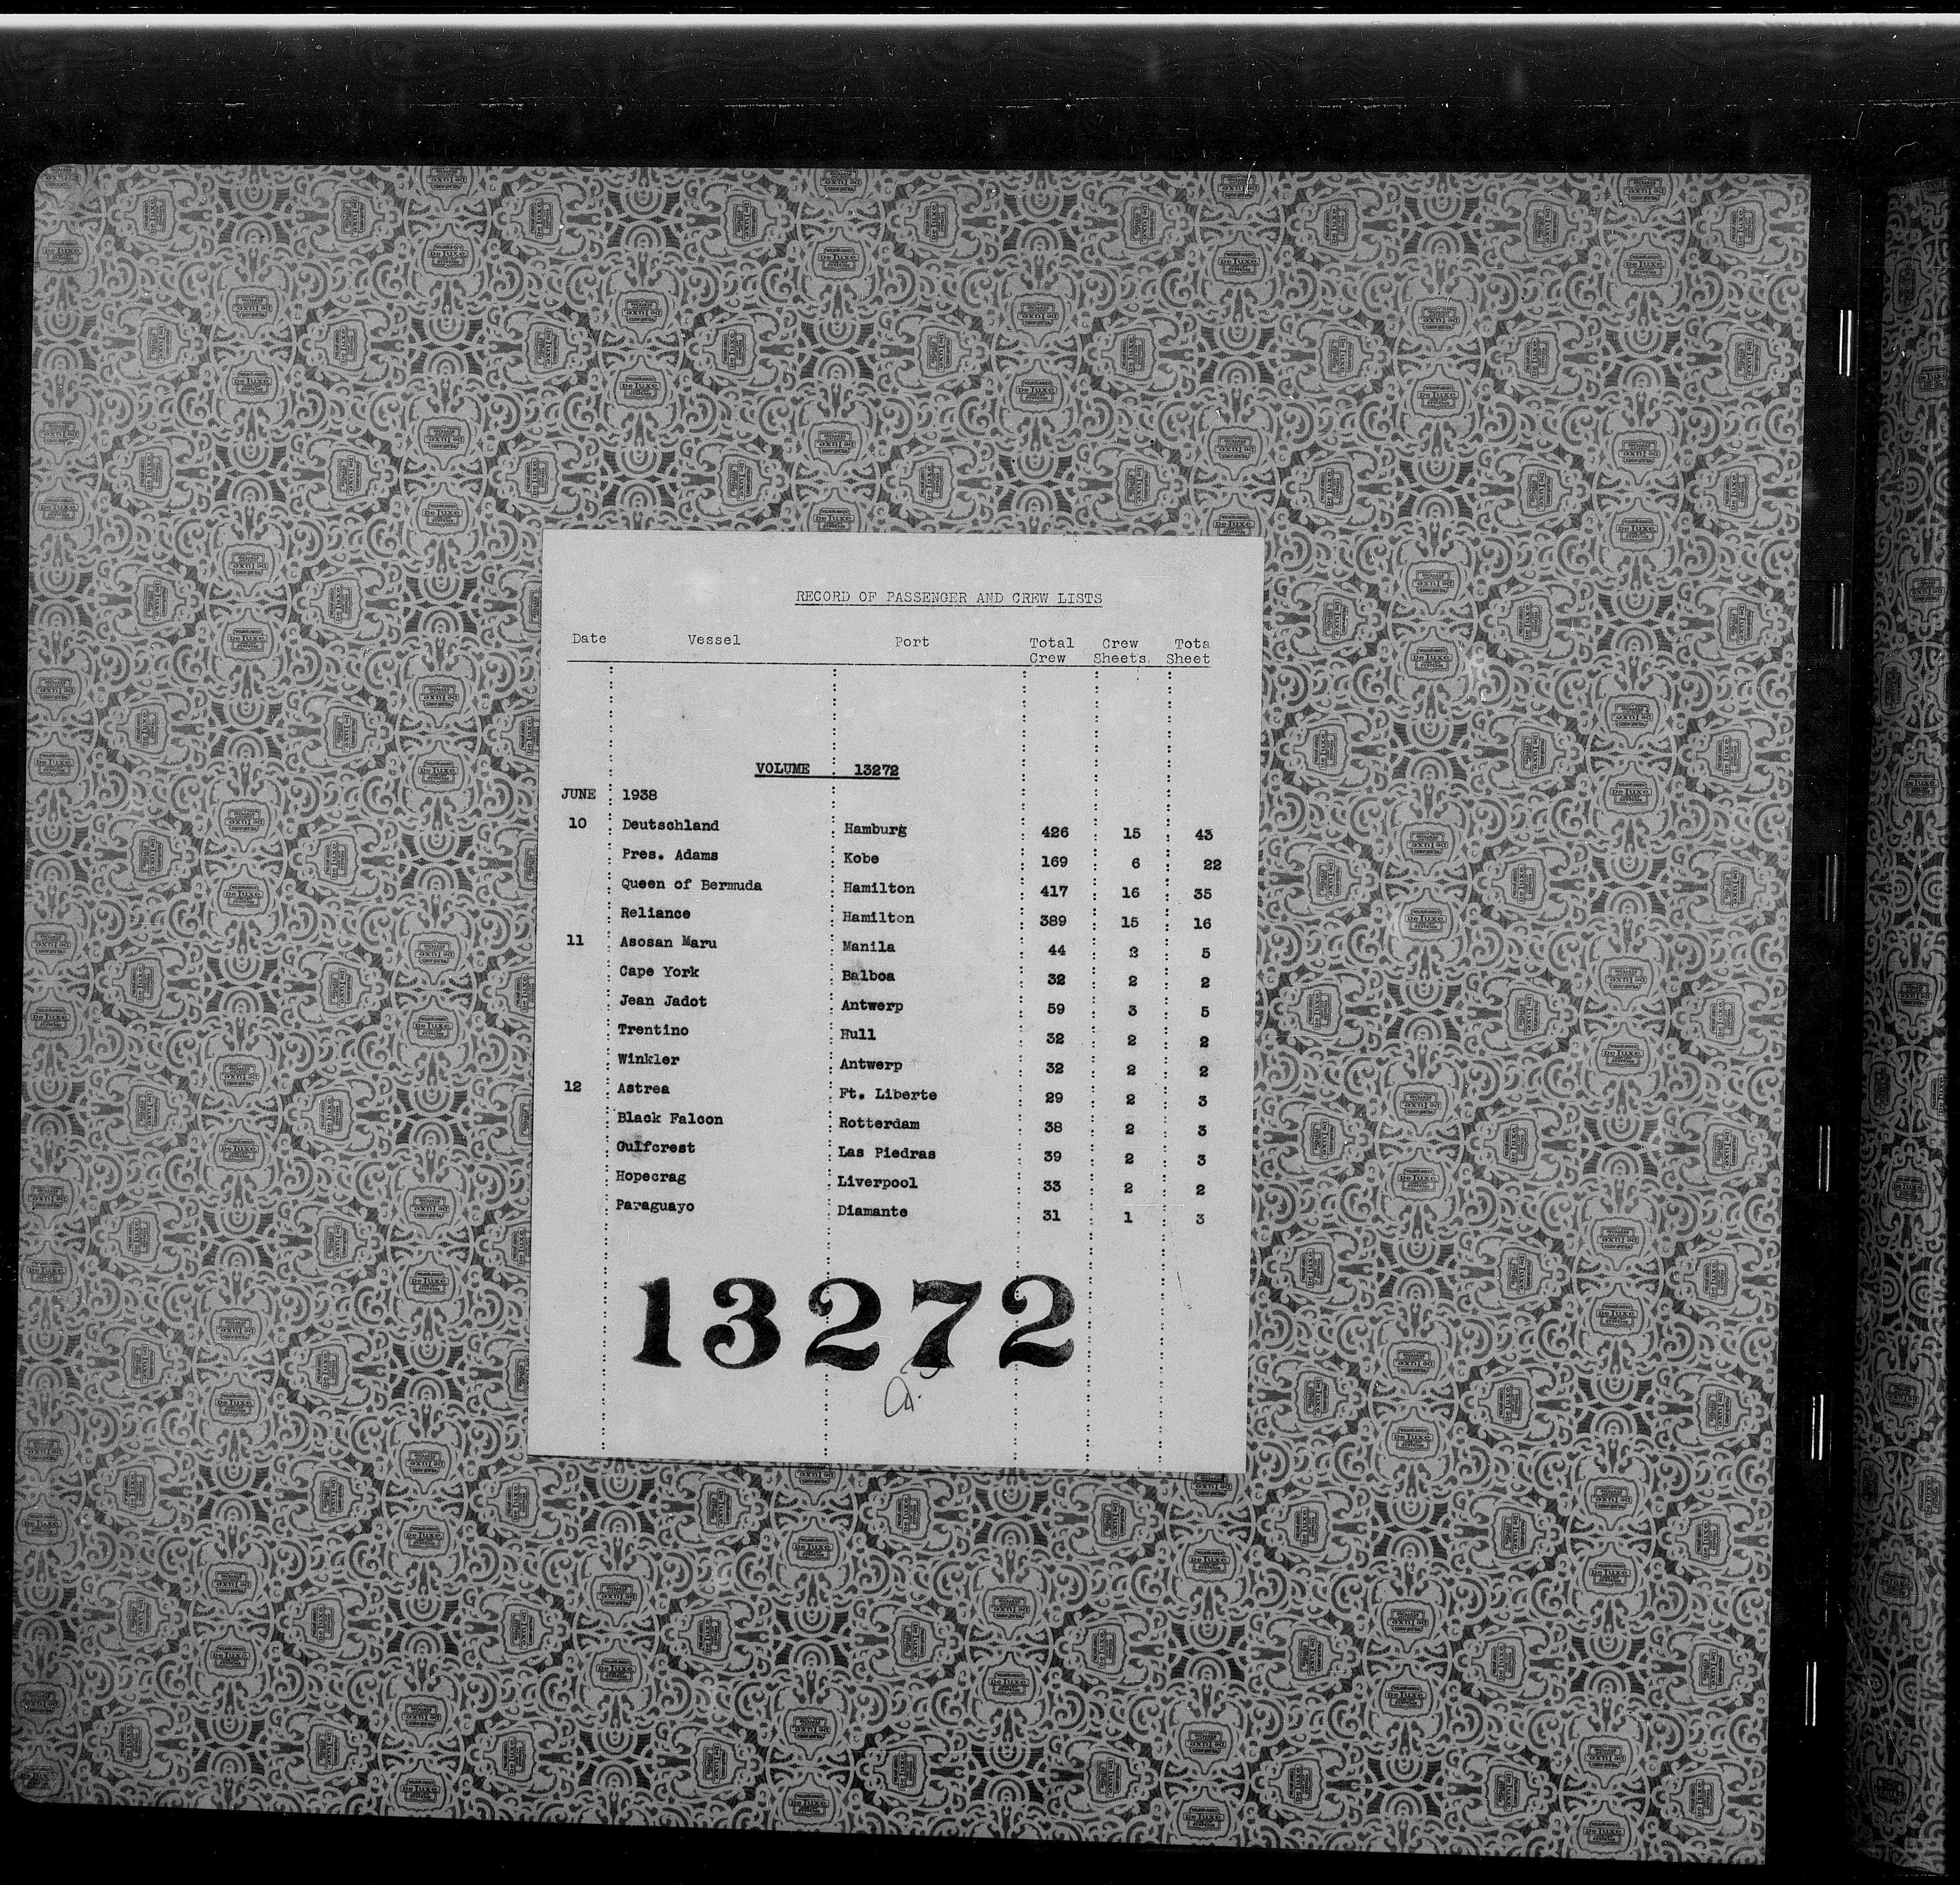 RECORD OF PASSENGER AND CREW LISTS
Date Vessel Port Total Crew Tota
Crew Sheets Sheet
VOLUME 13272
JUNE 1938
10 Deutschland Hamburg 426 15 43
Pres. Adams Kobe 169 6 22
Queen of Bermuda Hamilton 417 16 35
Reliance Hamilton 389 15 16
11 Asosan Maru Manila 44 5
Cape York Balboa 32 2 2
Jean Jadot Antwerp 59 3 5
Trentino Hull 32 2 2
Winkler Antwerp 32 2 2
12 Astrea Ft. Liberte 29 2 3
Black Falcon Rotterdam 38 2 3
Gulfcrest Las Piedras 39 2 3
Hopecrag Liverpool 33 2 2
Paraguayo Diamante 31 1 3
13272
De Luxe